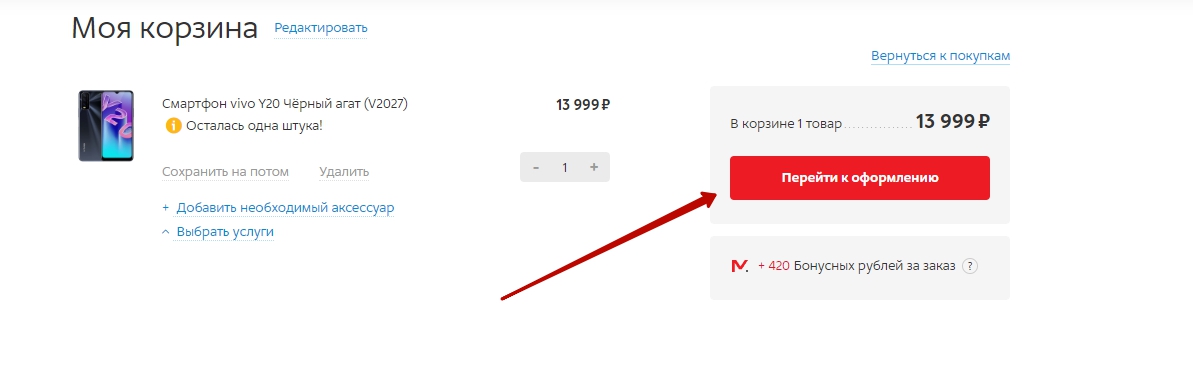 Моя корзина Редактировать
Вернуться к покупкам
Смартфон vivo Y20 Чёрный агат (V2027) 13 999 ₽
Осталась одна штука!
В корзине 1 товар 13 999 ₽
Сохранить на потом Удалить - 1 +
Перейти к оформлению
+ Добавить необходимый аксессуар
Выбрать услуги
М. + 420 Бонусных рублей за заказ ?